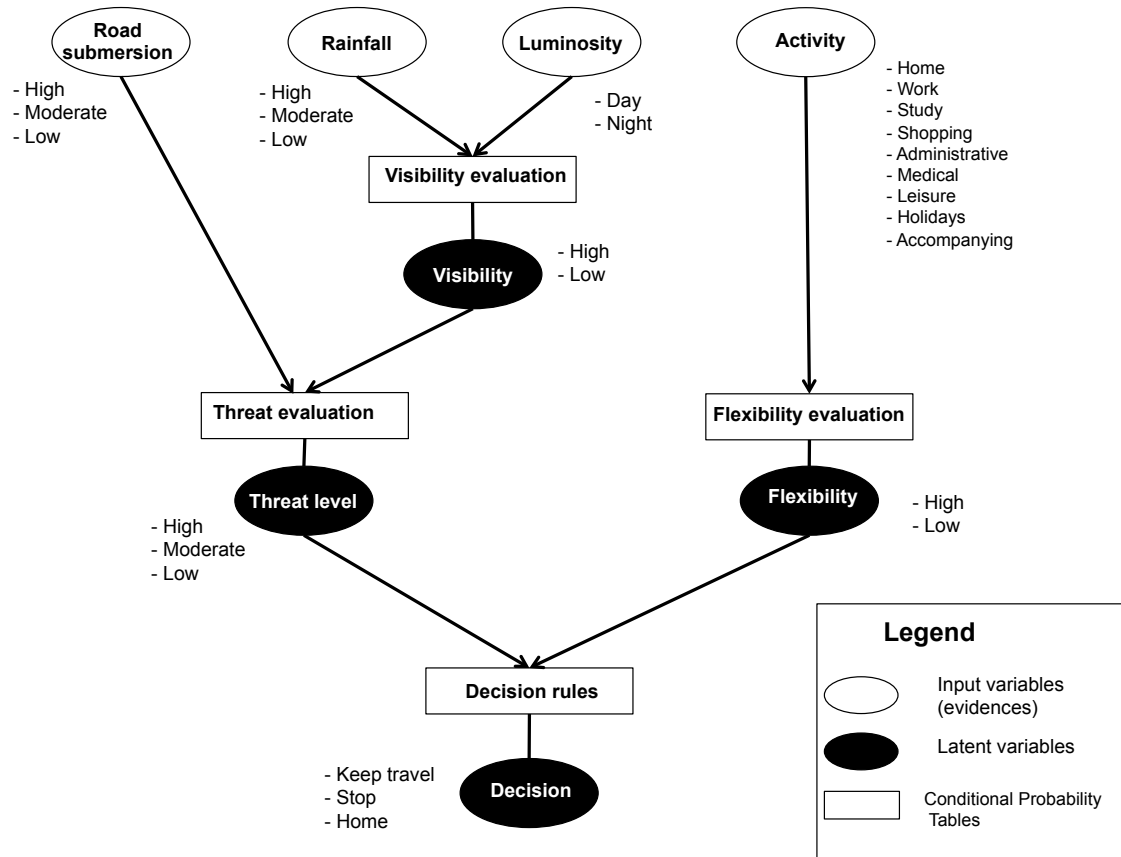 Road
submersion
Rainfall
Luminosity
Activity
- High
- Moderate
- Low
- High
- Moderate
- Low
- Day
- Night
- Home
- Work
- Study
- Shopping
- Administrative
- Medical
- Leisure
- Holidays
- Accompanying
Visibility evaluation
Visibility
- High
- Low
Threat evaluation
Flexibility evaluation
Threat level
- High
- Moderate
- Low
Flexibility
- High
- Low
Decision rules
- Keep travel
- Stop
- Home
Decision
Legend
Input variables
(evidences)
Latent variables
Conditional Probability
Tables